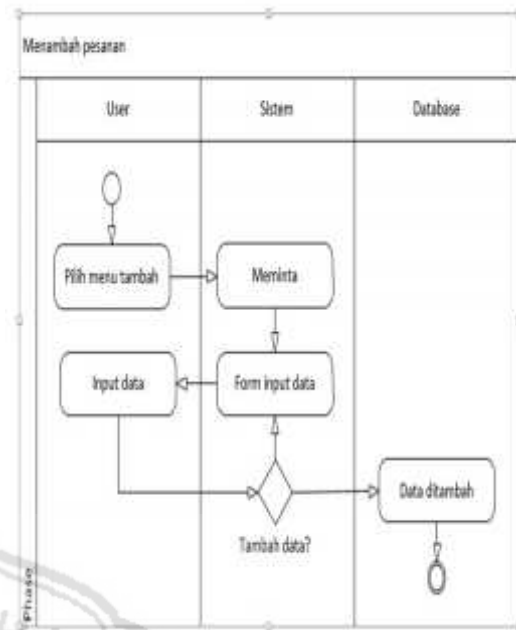 Menambah pesanan
User
Sistem
Database
Pilih menu tambah
Meminta
Input data
Form input data
Tambah data?
Data ditambah
Phase